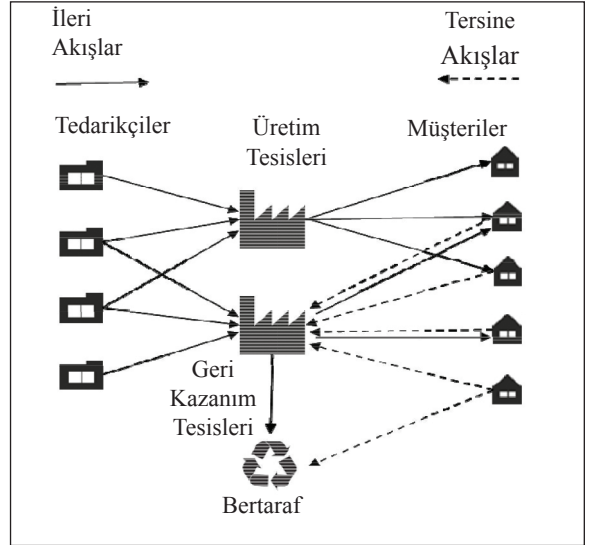 İleri
Akışlar
Tersine
Akışlar
Tedarikçiler
Üretim
Tesisleri
Müşteriler
Geri
Kazanım
Tesisleri
Bertaraf